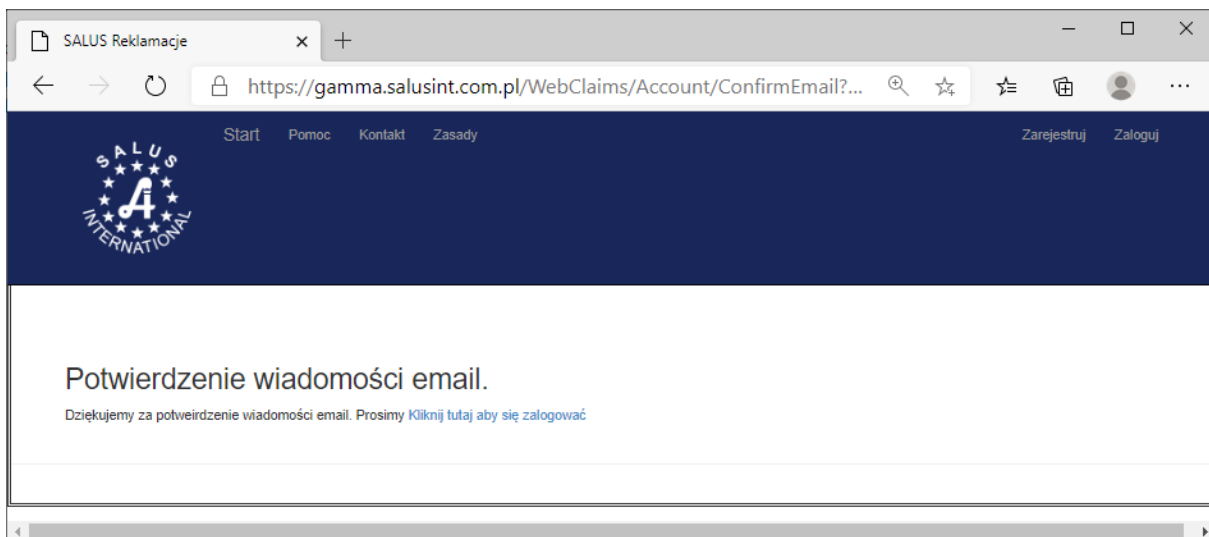 SALUS Reklamacje
https://gamma.salusint.com.pl/WebClaims/Account/ConfirmEmail?...
Start Pomoc Kontakt Zasady Zarejestruj Zaloguj
SALUS
INTERNATIONAL
Potwierdzenie wiadomości email.
Dziękujemy za potweirdzenie wiadomości email. Prosimy Kliknij tutaj aby się zalogować